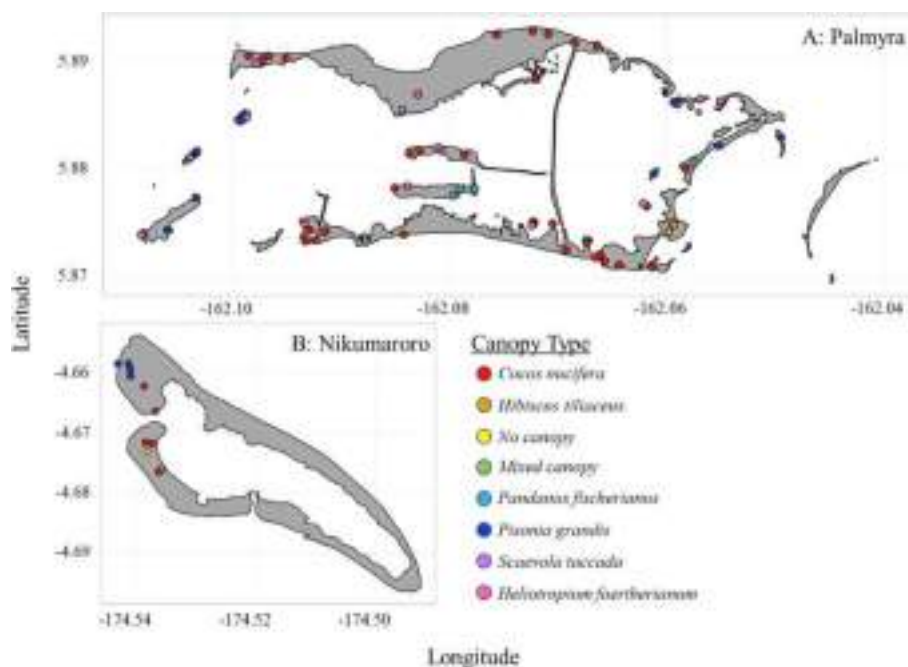 A: Palmyra
5.89
5.88
5.87
-162.10
-162.08
-162.06
-162.04
Latitude
B: Nikumaroro
-4.66
-4.67
-4.68
-4.69
-174.54
-174.52
-174.50
Longitude
Canopy Type
Cocos nucifera
Hibiscus tiliaceus
No canopy
Mixed canopy
Pandanus fischerianus
Pisonia grandis
Scaevola taccada
Heliotropium foertherianum